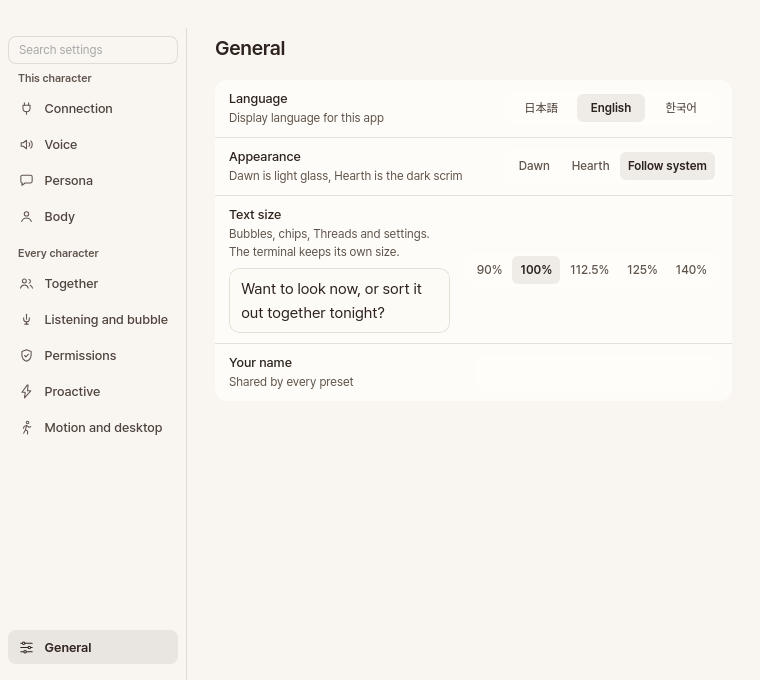 Search settings
This character
Connection
Voice
Persona
Body
Every character
Together
Listening and bubble
Permissions
Proactive
Motion and desktop
General
General
Language
Display language for this app
日本語
English
한국어
Appearance
Dawn is light glass, Hearth is the dark scrim
Dawn
Hearth
Follow system
Text size
Bubbles, chips, Threads and settings.
The terminal keeps its own size.
Want to look now, or sort it
out together tonight?
90%
100%
112.5%
125%
140%
Your name
Shared by every preset